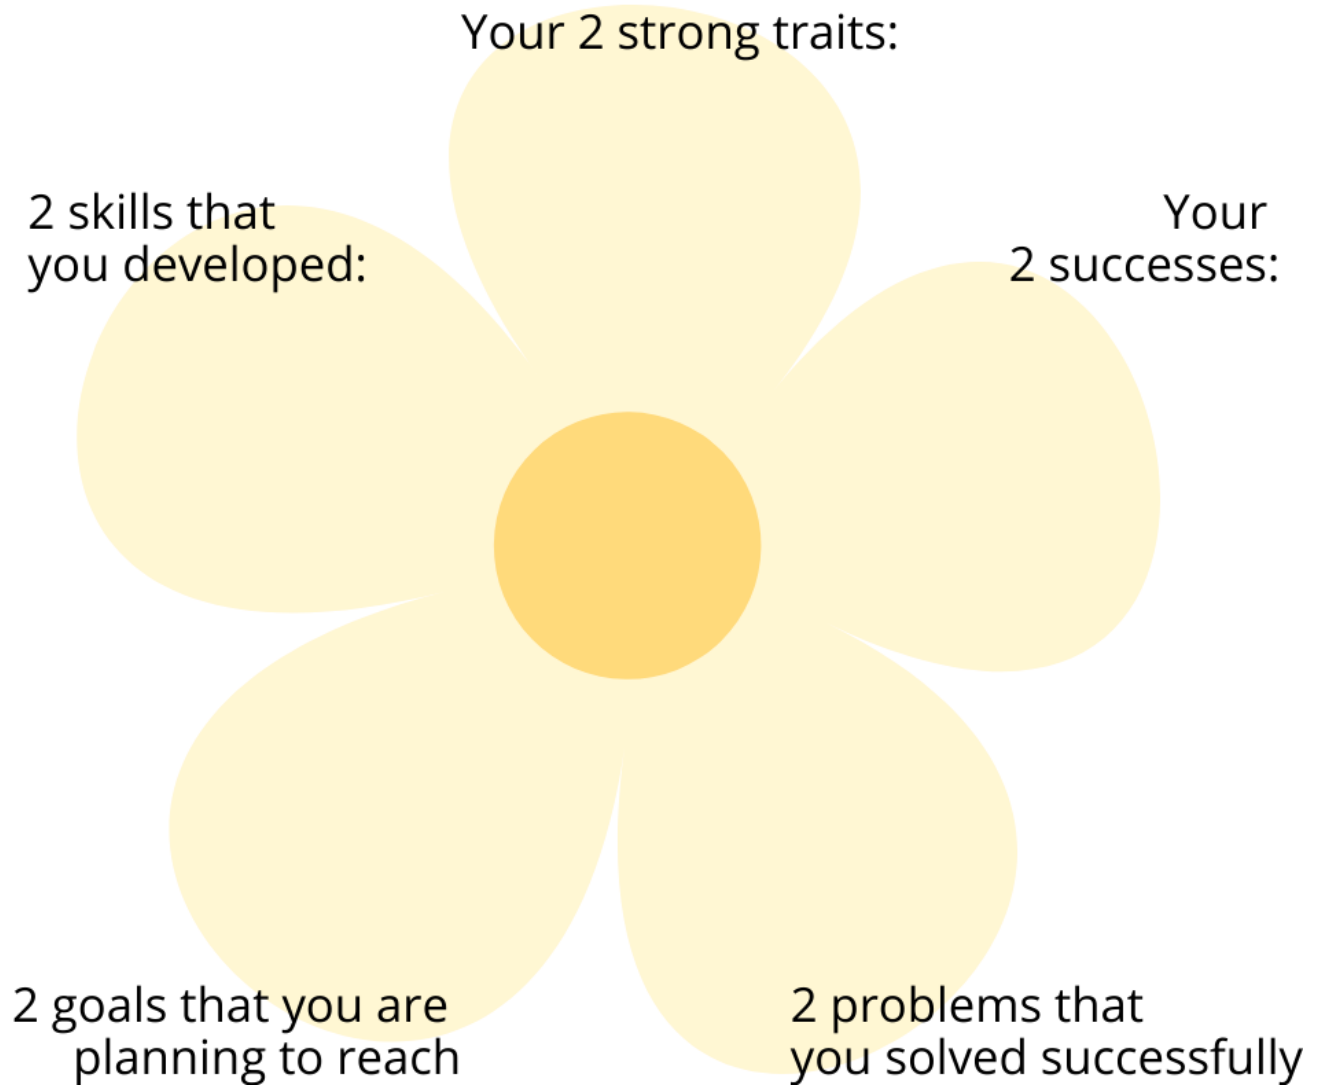 Your 2 strong traits:
2 skills that
you developed:
Your
2 successes:
2 goals that you are
planning to reach
2 problems that
you solved successfully